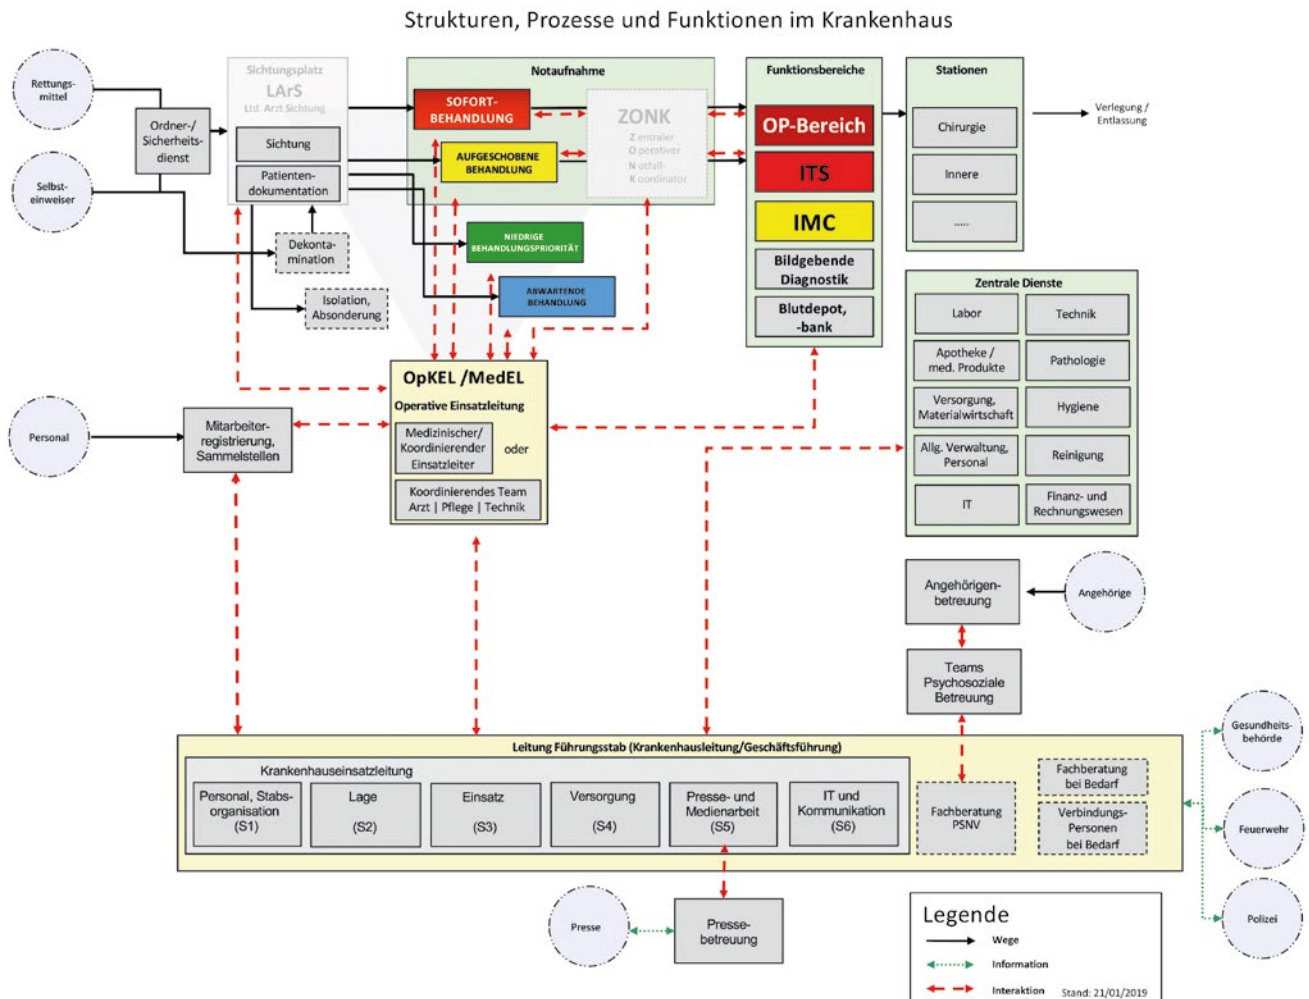 Strukturen, Prozesse und Funktionen im Krankenhaus
Rettungs-
mittel
Selbst-
einweiser
Ordner-/
Sicherheits-
dienst
Sichtungsplatz
LArS
Ltd. Arzt Sichtung
Sichtung
Patienten-
dokumentation
Dekonta-
mination
Isolation,
Absonderung
Notaufnahme
SOFORT-
BEHANDLUNG
AUFGESCHOBENE
BEHANDLUNG
ZONK
Z entraler
O perativer
N otfall-
K oordinator
NIEDRIGE
BEHANDLUNGSPRIORITÄT
ABWARTENDE
BEHANDLUNG
Funktionsbereiche
OP-Bereich
ITS
IMC
Bildgebende
Diagnostik
Blutdepot,
-bank
Stationen
Chirurgie
Innere
.....
Verlegung /
Entlassung
Zentrale Dienste
Labor
Technik
Apotheke /
med. Produkte
Pathologie
Versorgung,
Materialwirtschaft
Hygiene
Allg. Verwaltung,
Personal
Reinigung
IT
Finanz- und
Rechnungswesen
OpKEL /MedEL
Operative Einsatzleitung
Medizinischer/
Koordinierender
Einsatzleiter
oder
Koordinierendes Team
Arzt | Pflege | Technik
Personal
Mitarbeiter-
registrierung,
Sammelstellen
Angehörigen-
betreuung
Angehörige
Teams
Psychosoziale
Betreuung
Leitung Führungsstab (Krankenhausleitung/Geschäftsführung)
Krankenhauseinsatzleitung
Personal, Stabs-
organisation
(S1)
Lage
(S2)
Einsatz
(S3)
Versorgung
(S4)
Presse- und
Medienarbeit
(S5)
IT und
Kommunikation
(S6)
Fachberatung
PSNV
Fachberatung
bei Bedarf
Verbindungs-
Personen
bei Bedarf
Gesundheits-
behörde
Feuerwehr
Polizei
Presse
Presse-
betreuung
Legende
Wege
Information
Interaktion
Stand: 21/01/2019